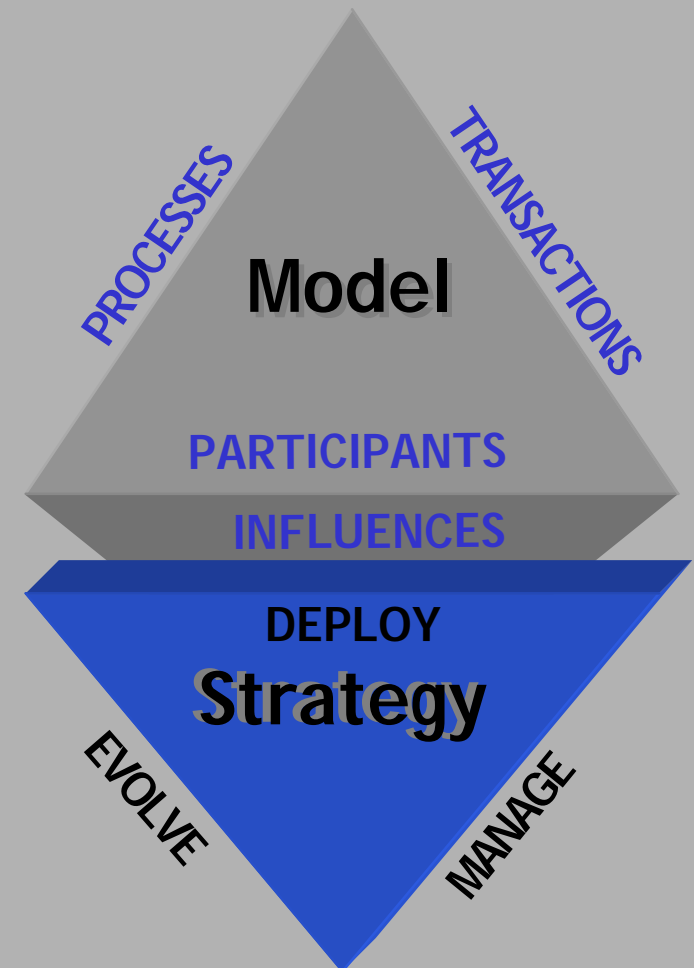 PROCESSES
TRANSACTIONS
Model
PARTICIPANTS
INFLUENCES
DEPLOY
Strategy
EVOLVE
MANAGE